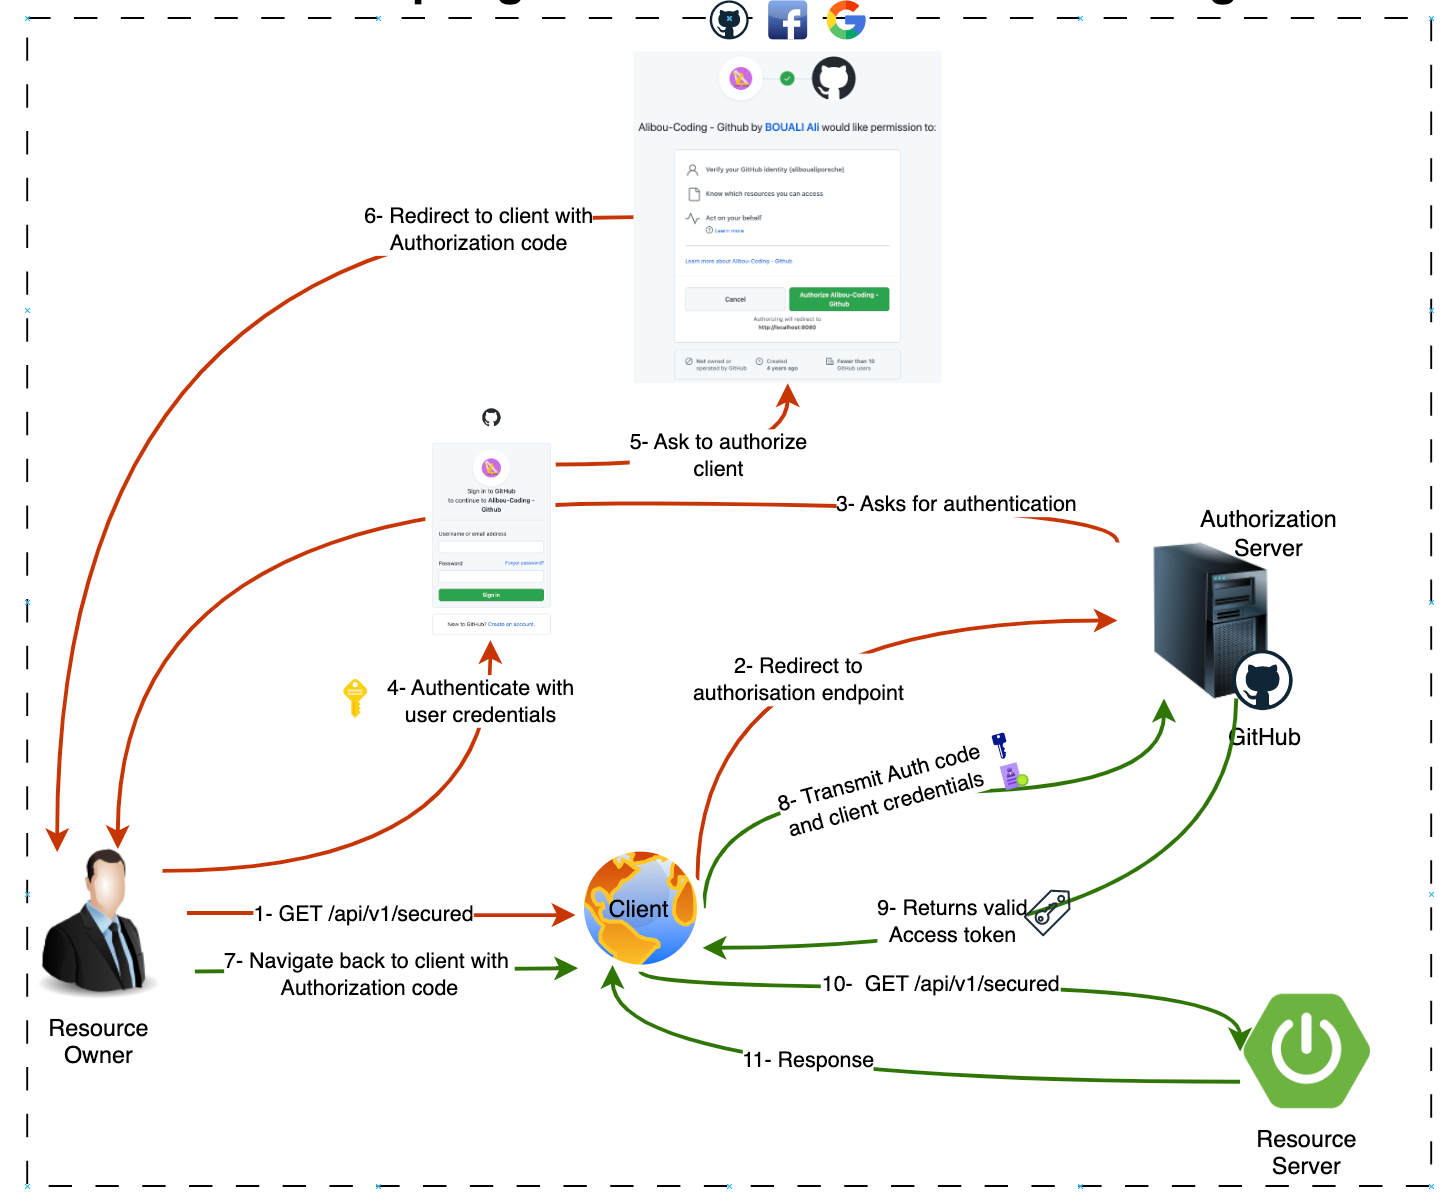 Alibou-Coding - Github by BOUALI Ali would like permission to:
Verify your GitHub identity (aliboualiporsche)
Know which resources you can access
Act on your behalf
Learn more
Learn more about Alibou-Coding - Github
Cancel
Authorize Alibou-Coding -
Github
Authorizing will redirect to
http://localhost:8080
Not owned or
operated by GitHub
Created
4 years ago
Fewer than 10
GitHub users
6- Redirect to client with
Authorization code
5- Ask to authorize
client
Sign in to GitHub
to continue to Alibou-Coding -
Github
Username or email address
Password
Forgot password?
Sign in
New to GitHub? Create an account.
3- Asks for authentication
Authorization
Server
GitHub
2- Redirect to
authorisation endpoint
4- Authenticate with
user credentials
8- Transmit Auth code
and client credentials
1- GET /api/v1/secured
Client
9- Returns valid
Access token
7- Navigate back to client with
Authorization code
10-  GET /api/v1/secured
11- Response
Resource
Owner
Resource
Server